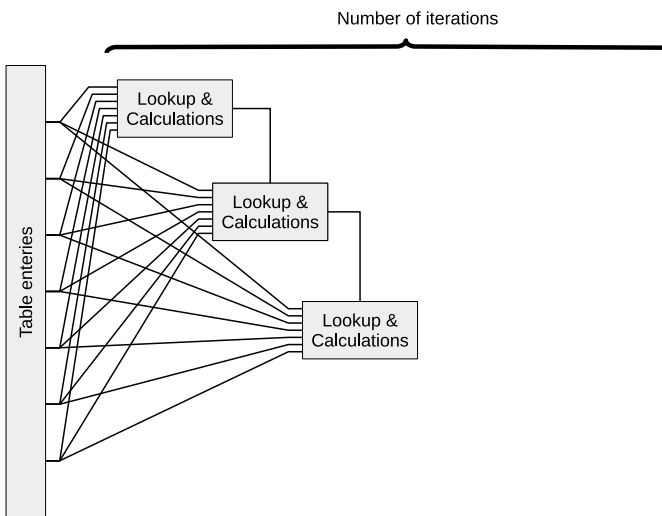 Number of iterations
Lookup &
Calculations
Lookup &
Calculations
Table enteries
Lookup &
Calculations